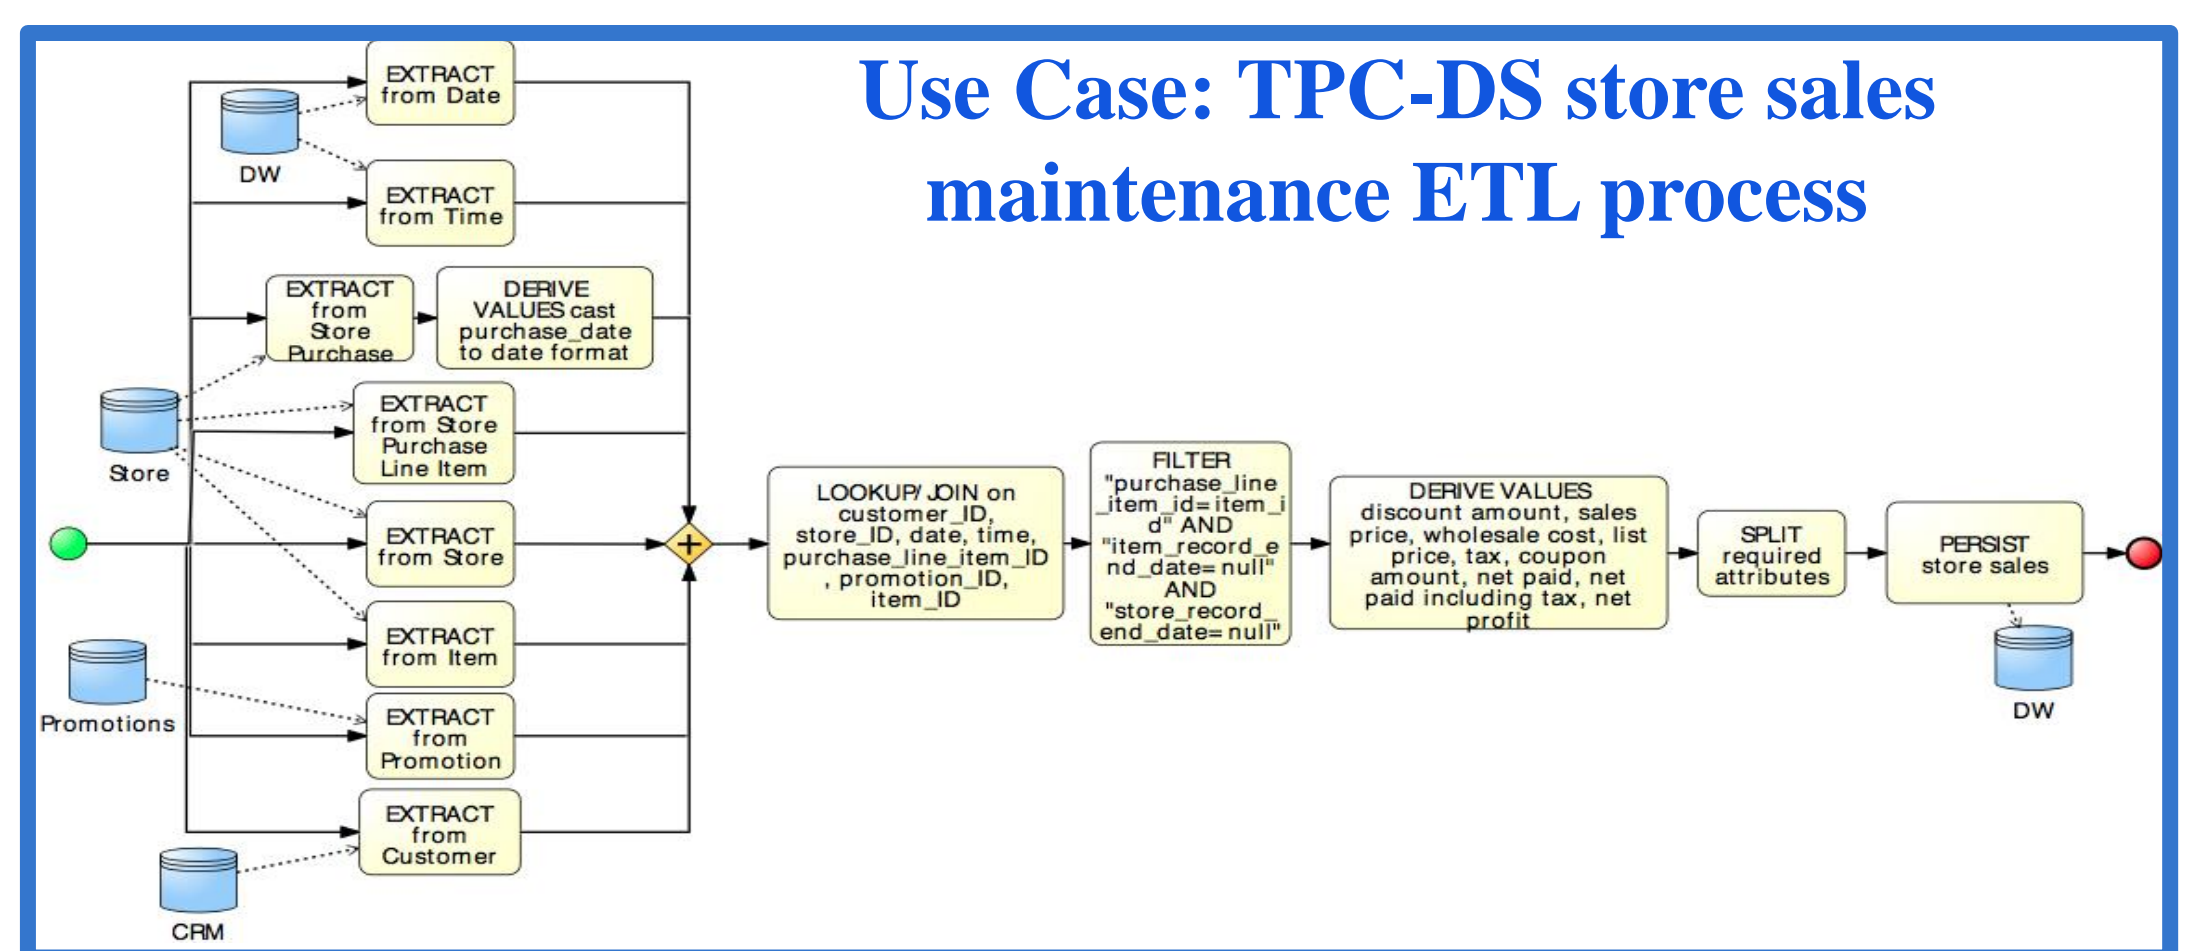 Use Case: TPC-DS store sales
maintenance ETL process
EXTRACT
from Date
DW
EXTRACT
from Time
EXTRACT
from
Store
Purchase
DERIVE
VALUES cast
purchase_date
to date format
Store
EXTRACT
from Store
Purchase
Line Item
EXTRACT
from Store
EXTRACT
from Item
Promotions
EXTRACT
from
Promotion
EXTRACT
from
Customer
CRM
LOOKUP/ JOIN on
customer_ID,
store_ID, date, time,
purchase_line_item_ID
, promotion_ID,
item_ID
FILTER
"purchase_line
_item_id= item_i
d" AND
"item_record_e
nd_date= null"
AND
"store_record_
end_date= null"
DERIVE VALUES
discount amount, sales
price, wholesale cost, list
price, tax, coupon
amount, net paid, net
paid including tax, net
profit
SPLIT
required
attributes
PERSIST
store sales
DW